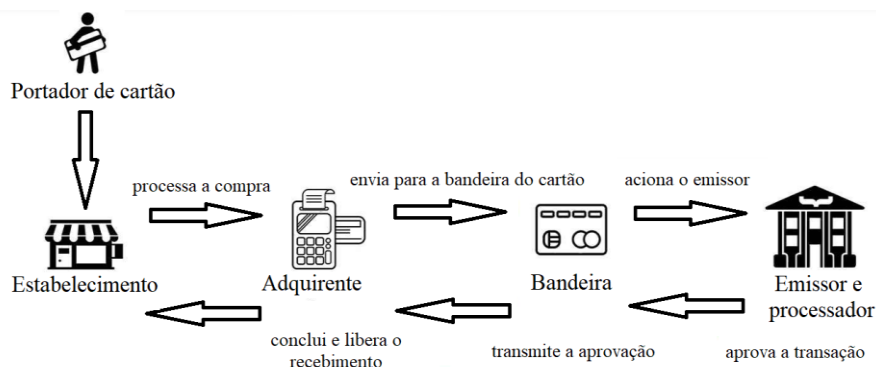 Portador de cartão
processa a compra
envia para a bandeira do cartão
aciona o emissor
Estabelecimento
Adquirente
Bandeira
Emissor e
processador
conclui e libera o
recebimento
transmite a aprovação
aprova a transação